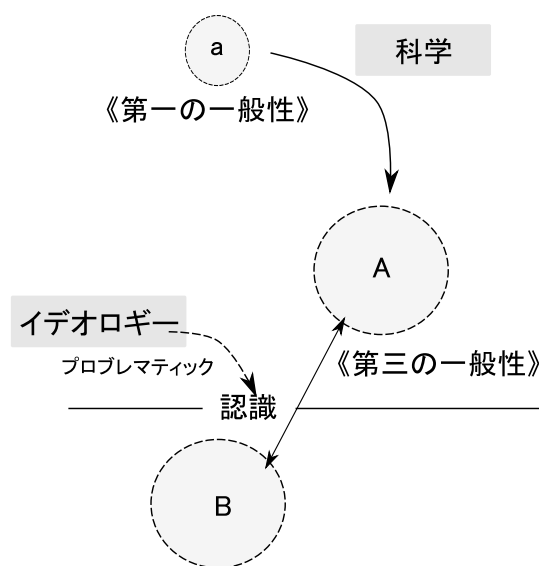 a
科学
《第一の一般性》
A
イデオロギー
プロブレマティック
《第三の一般性》
認識
B